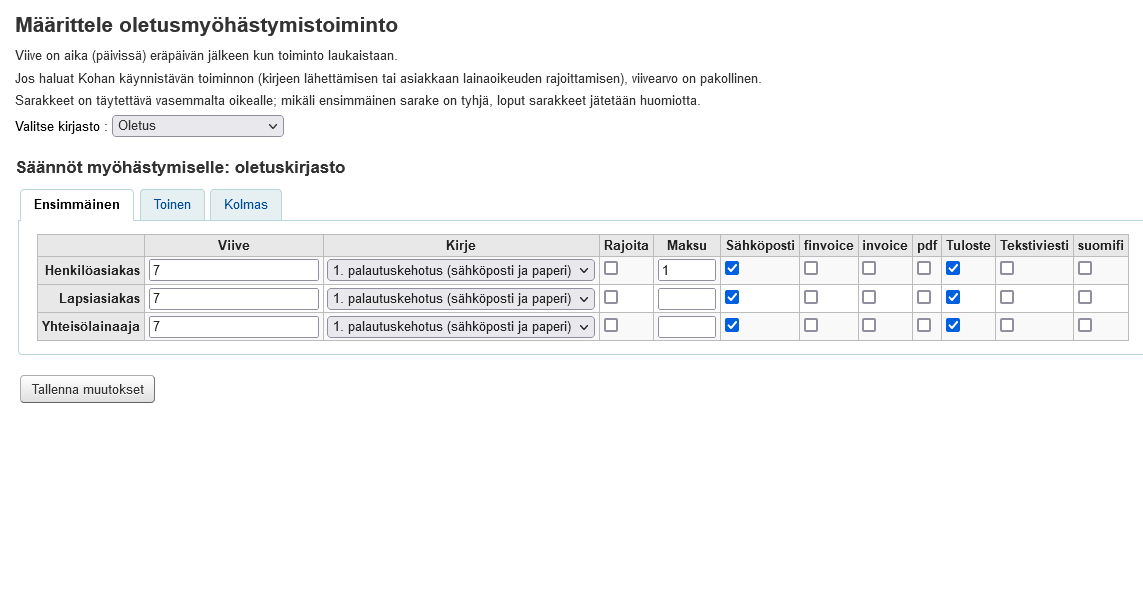 Määrittele oletusmyöhästymistoiminto
Viive on aika (päivissä) eräpäivän jälkeen kun toiminto laukaistaan.
Jos haluat Kohan käynnistävän toiminnon (kirjeen lähettämisen tai asiakkaan lainaoikeuden rajoittamisen), viivearvo on pakollinen.
Sarakkeet on täytettävä vasemmalta oikealle; mikäli ensimmäinen sarake on tyhjä, loput sarakkeet jätetään huomiotta.
Valitse kirjasto : Oletus
Säännöt myöhästymiselle: oletuskirjasto
Ensimmäinen Toinen Kolmas
Viive Kirje Rajoita Maksu Sähköposti finvoice invoice pdf Tuloste Tekstiviesti suomifi
Henkilöasiakas 7 1. palautuskehotus (sähköposti ja paperi) 1
Lapsiasiakas 7 1. palautuskehotus (sähköposti ja paperi)
Yhteisölainaaja 7 1. palautuskehotus (sähköposti ja paperi)
Tallenna muutokset